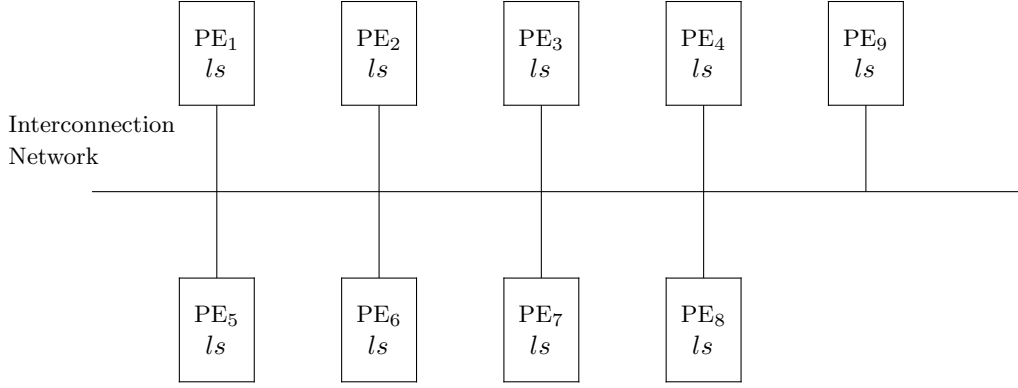 PE₁ PE₂ PE₃ PE₄ PE₉
ls ls ls ls ls
Interconnection
Network
PE₅ PE₆ PE₇ PE₈
ls ls ls ls